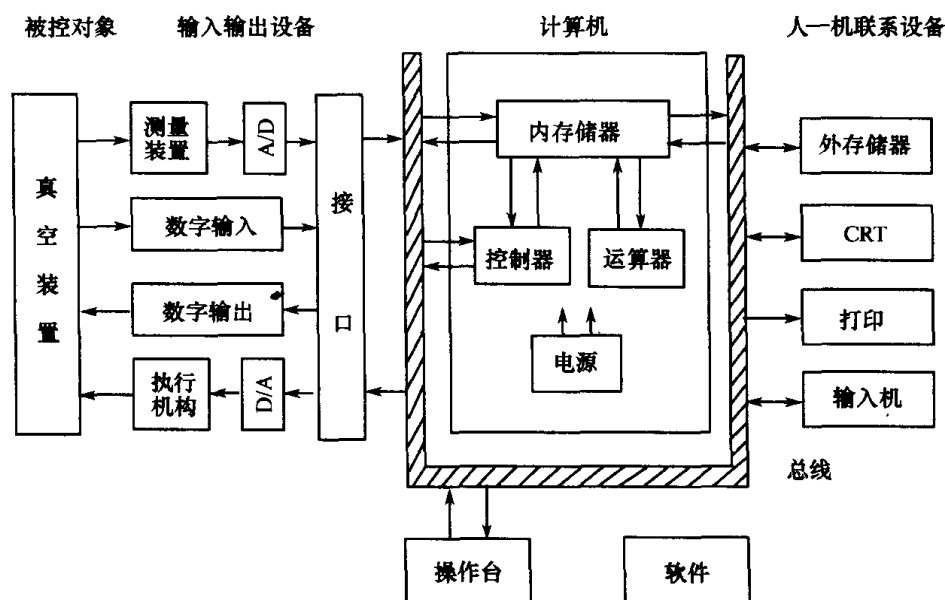 被控对象
输入输出设备
计算机
人一机联系设备
真空装置
测量
装置
A/D
数字输入
数字输出
执行
机构
D/A
接口
内存储器
控制器
运算器
电源
外存储器
CRT
打印
输入机
总线
操作台
软件